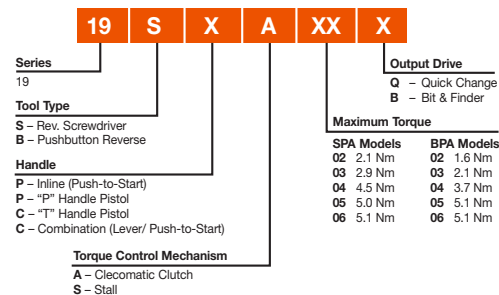 19 S X A XX X
Series
19
Tool Type
S – Rev. Screwdriver
B – Pushbutton Reverse
Handle
P – Inline (Push-to-Start)
P – “P” Handle Pistol
C – “T” Handle Pistol
C – Combination (Lever/ Push-to-Start)
Torque Control Mechanism
A – Clecomatic Clutch
S – Stall
Output Drive
Q – Quick Change
B – Bit & Finder
Maximum Torque
SPA Models BPA Models
02 2.1 Nm 02 1.6 Nm
03 2.9 Nm 03 2.1 Nm
04 4.5 Nm 04 3.7 Nm
05 5.0 Nm 05 5.1 Nm
06 5.1 Nm 06 5.1 Nm